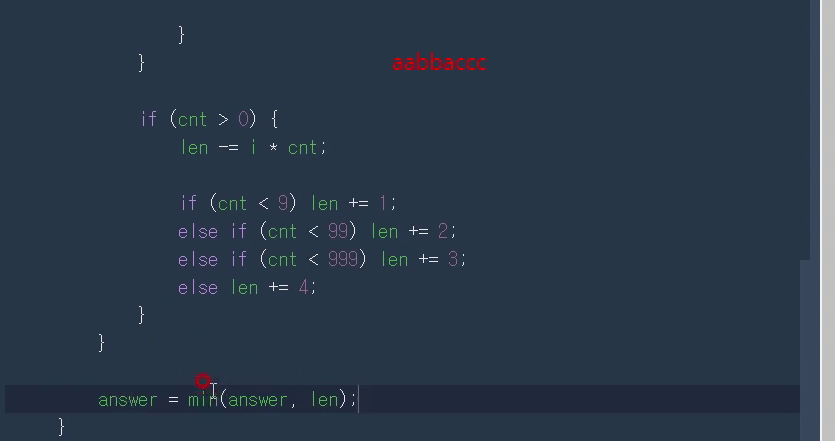 }
} aabbaccc
if (cnt > 0) {
len -= i * cnt;
if (cnt < 9) len += 1;
else if (cnt < 99) len += 2;
else if (cnt < 999) len += 3;
else len += 4;
}
}
answer = min(answer, len);
}